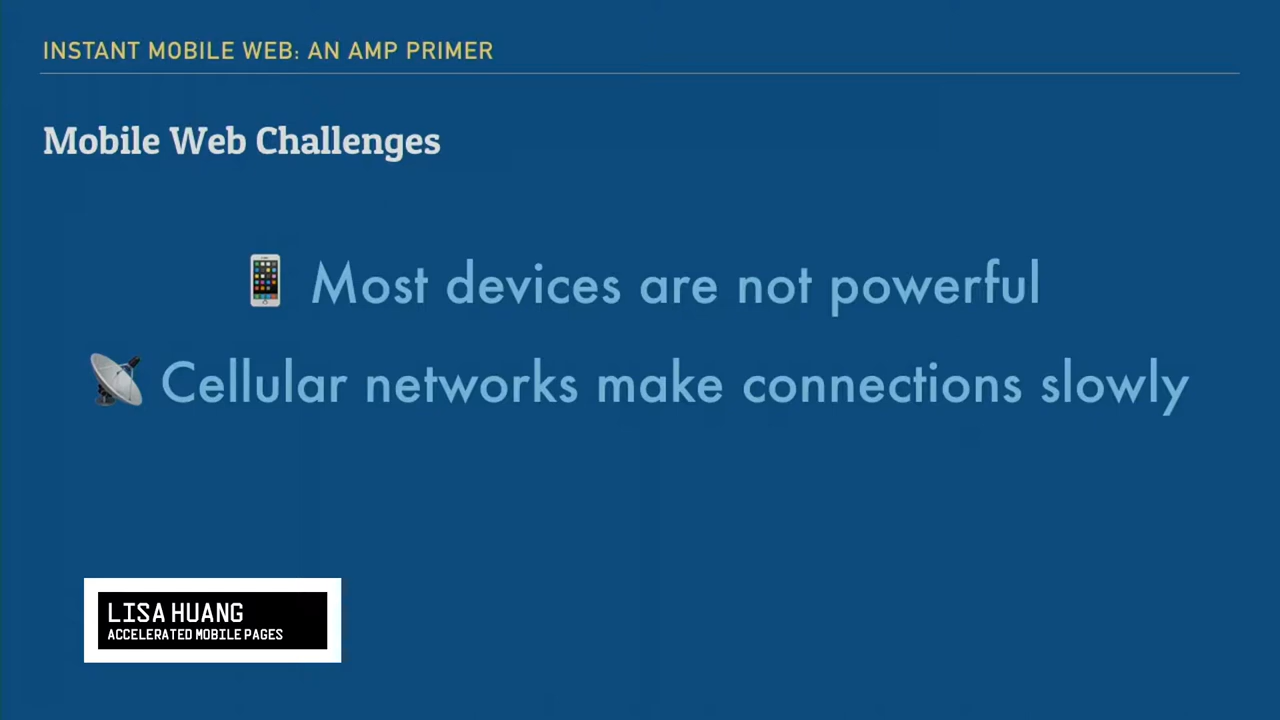 INSTANT MOBILE WEB: AN AMP PRIMER
Mobile Web Challenges
Most devices are not powerful
Cellular networks make connections slowly
LISA HUANG
ACCELERATED MOBILE PAGES